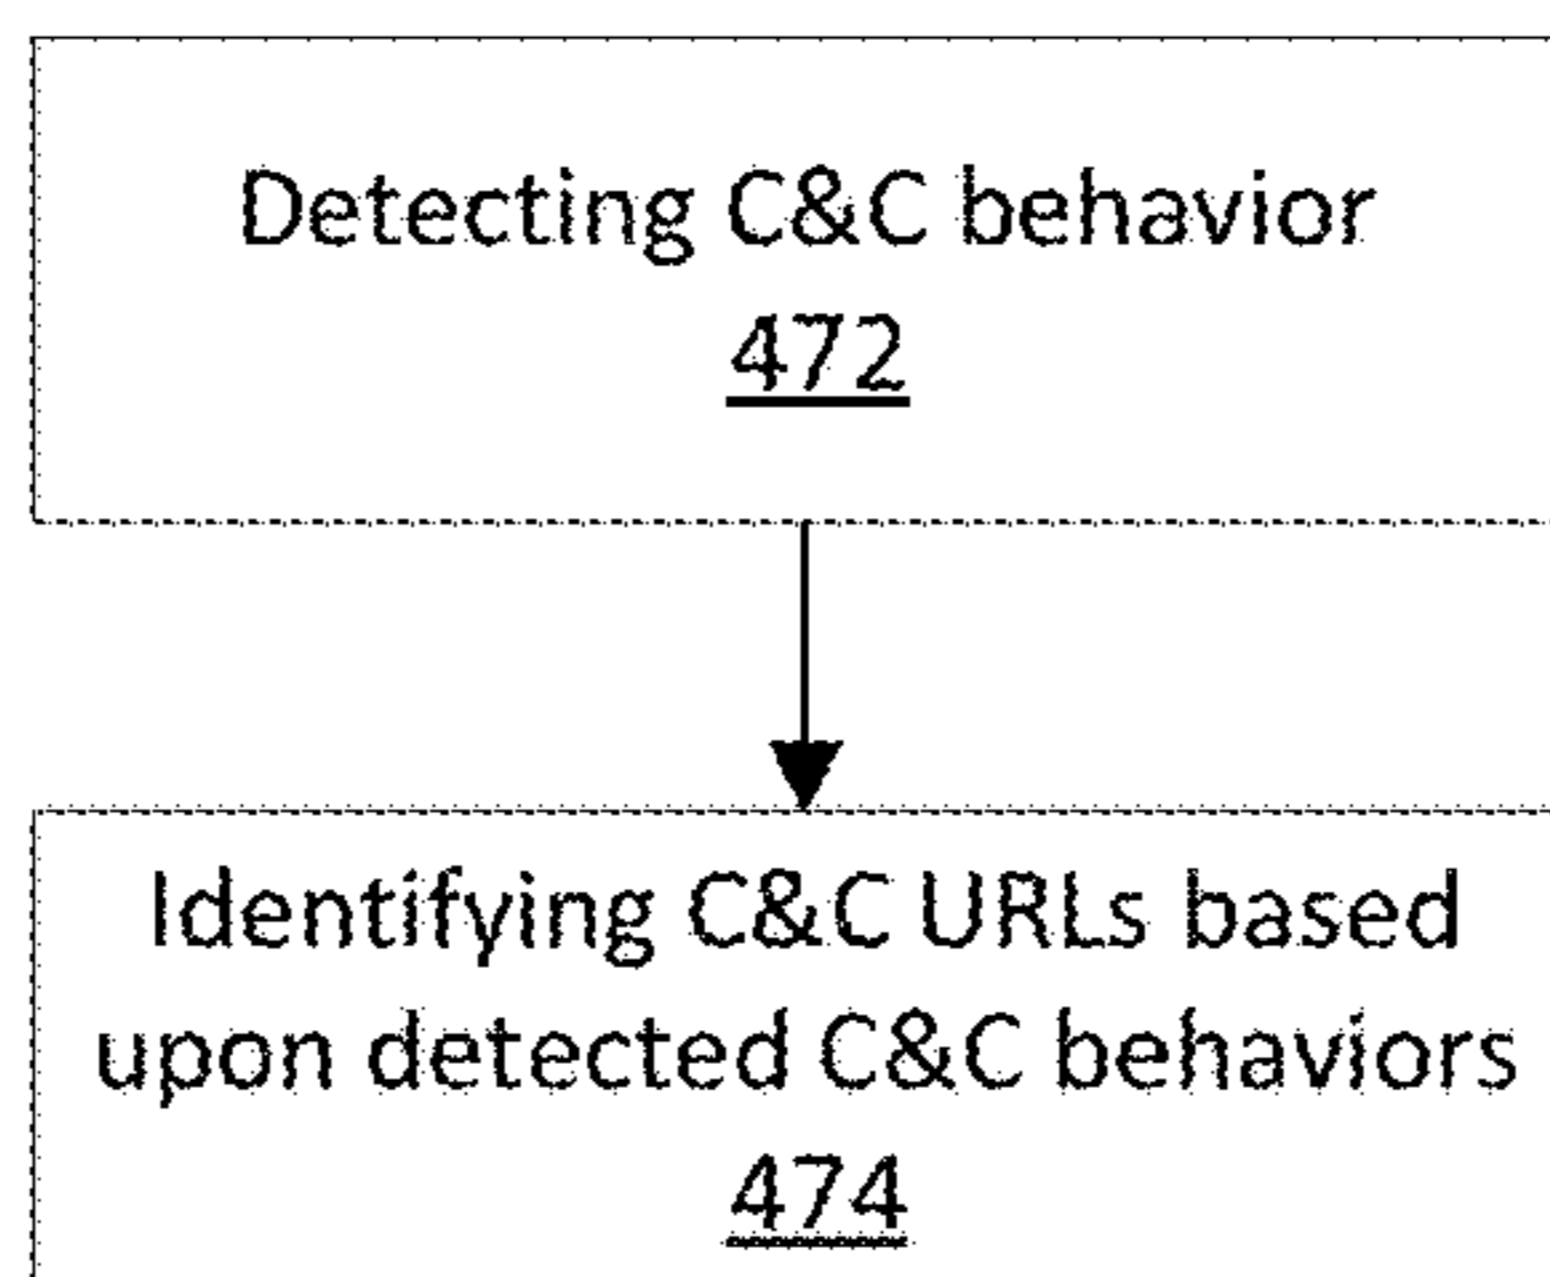 Detecting C&C behavior
472
Identifying C&C URLs based
upon detected C&C behaviors
474